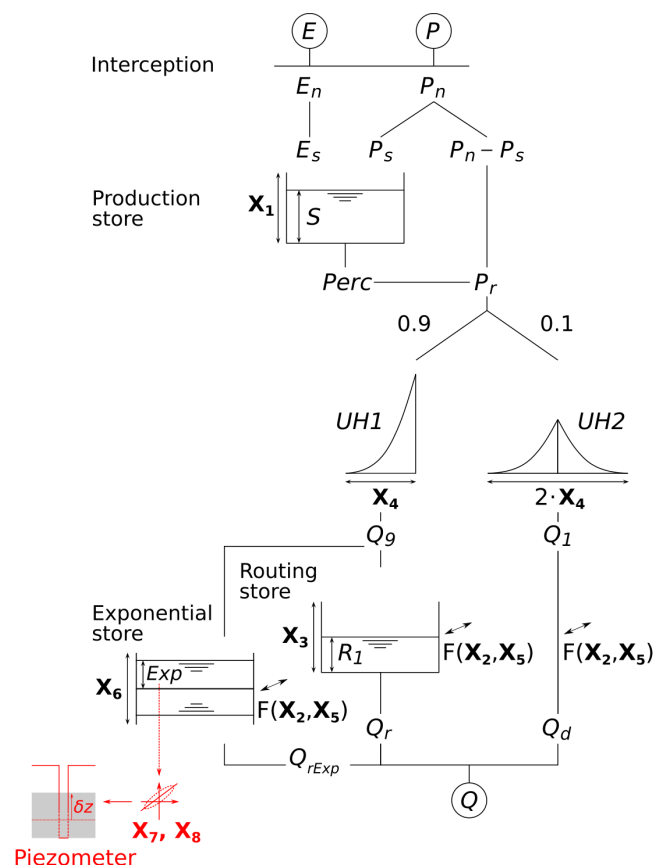 E P
Interception
Eₙ Pₙ
Eₛ Pₛ Pₙ – Pₛ
Production
store
X₁
S
Perc Pᵣ
0.9 0.1
UH1 UH2
X₄ 2·X₄
Q₉ Q₁
Routing
store
Exponential
store
X₃
R₁
F(X₂,X₅) F(X₂,X₅)
X₆
Exp
F(X₂,X₅)
Qᵣ Q_d
Q_rExp
Q
δz
X₇, X₈
Piezometer